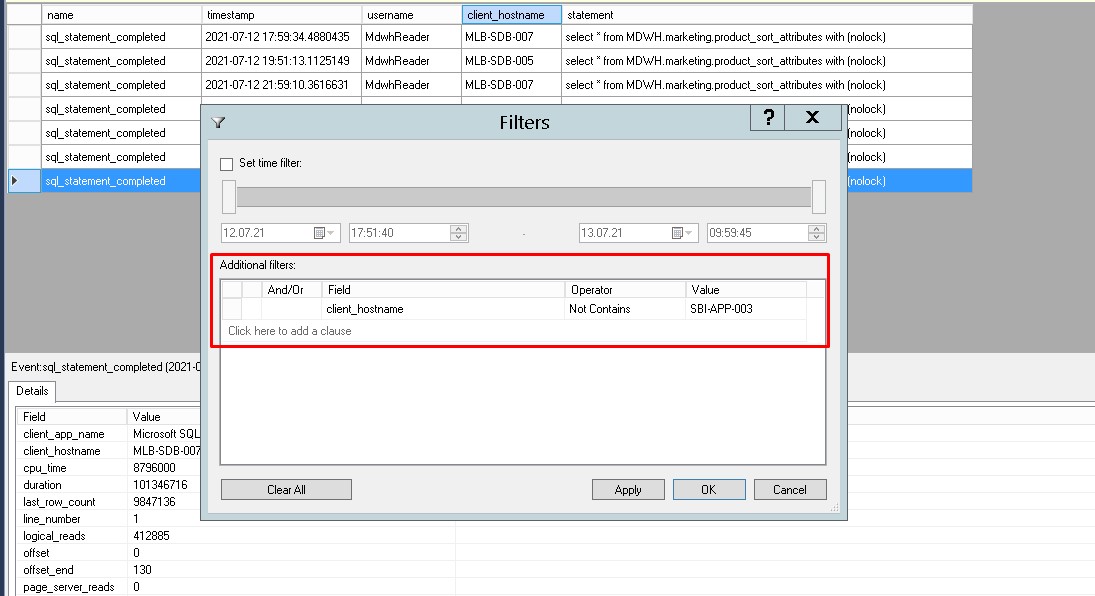 name timestamp username client_hostname statement
sql_statement_completed 2021-07-12 17:59:34.4880435 MdwhReader MLB-SDB-007 select * from MDWH.marketing.product_sort_attributes with (nolock)
sql_statement_completed 2021-07-12 19:51:13.1125149 MdwhReader MLB-SDB-005 select * from MDWH.marketing.product_sort_attributes with (nolock)
sql_statement_completed 2021-07-12 21:59:10.3616631 MdwhReader MLB-SDB-007 select * from MDWH.marketing.product_sort_attributes with (nolock)
sql_statement_completed (nolock)
sql_statement_completed (nolock)
sql_statement_completed (nolock)
sql_statement_completed (nolock)
Filters ? X
Set time filter:
12.07.21 17:51:40 - 13.07.21 09:59:45
Additional filters:
And/Or Field Operator Value
client_hostname Not Contains SBI-APP-003
Click here to add a clause
Clear All Apply OK Cancel
Event:sql_statement_completed (2021-0
Details
Field Value
client_app_name Microsoft SQL
client_hostname MLB-SDB-007
cpu_time 8796000
duration 101346716
last_row_count 9847136
line_number 1
logical_reads 412885
offset 0
offset_end 130
page_server_reads 0